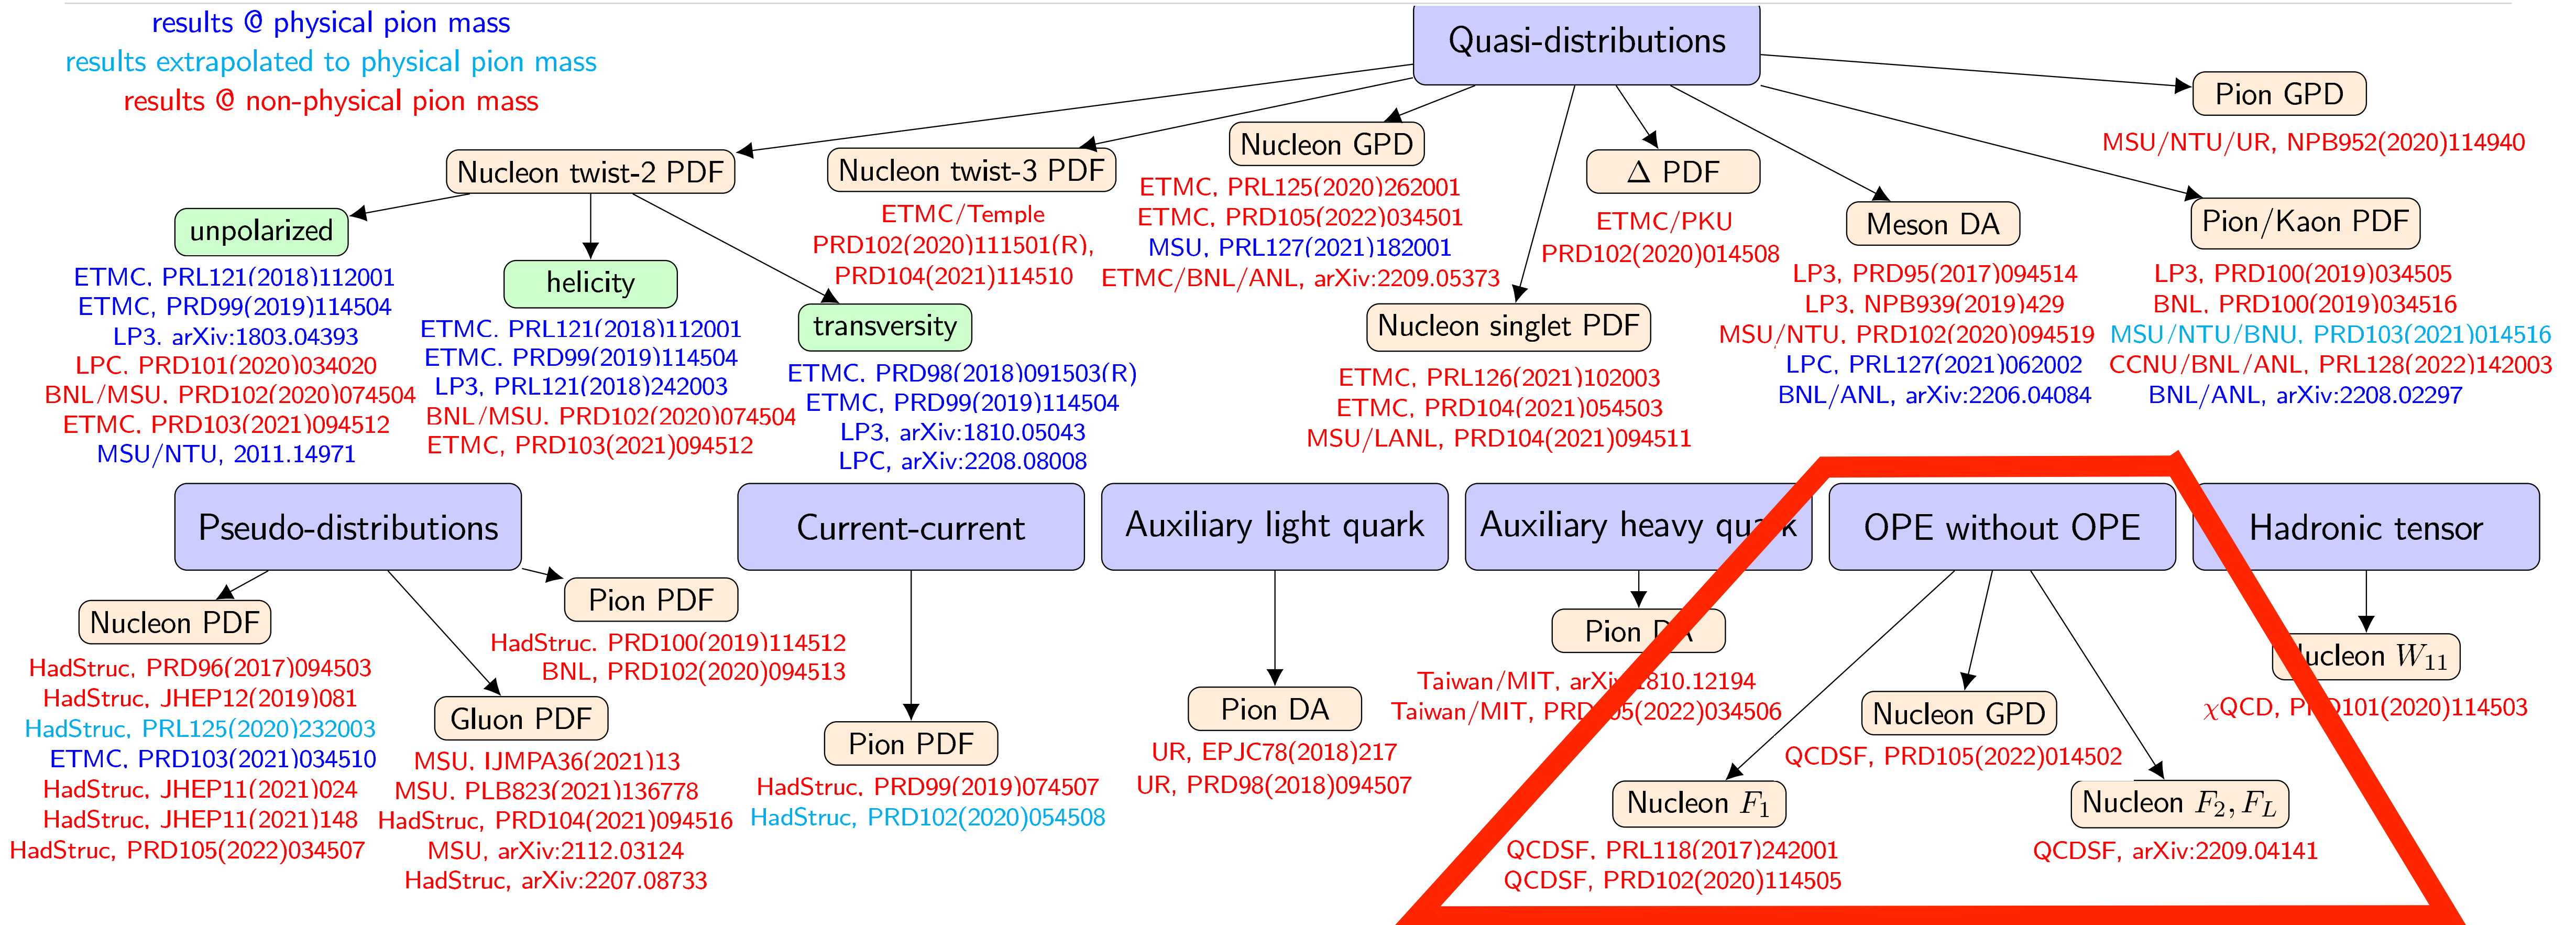 results @ physical pion mass
results extrapolated to physical pion mass
results @ non-physical pion mass
Quasi-distributions
Nucleon twist-2 PDF
unpolarized
ETMC, PRL121(2018)112001
ETMC, PRD99(2019)114504
LP3, arXiv:1803.04393
LPC, PRD101(2020)034020
BNL/MSU, PRD102(2020)074504
ETMC, PRD103(2021)094512
MSU/NTU, 2011.14971
helicity
ETMC, PRL121(2018)112001
ETMC, PRD99(2019)114504
LP3, PRL121(2018)242003
BNL/MSU, PRD102(2020)074504
ETMC, PRD103(2021)094512
transversity
ETMC, PRD98(2018)091503(R)
ETMC, PRD99(2019)114504
LP3, arXiv:1810.05043
LPC, arXiv:2208.08008
Nucleon twist-3 PDF
ETMC/Temple
PRD102(2020)111501(R),
PRD104(2021)114510
Nucleon GPD
ETMC, PRL125(2020)262001
ETMC, PRD105(2022)034501
MSU, PRL127(2021)182001
ETMC/BNL/ANL, arXiv:2209.05373
Nucleon singlet PDF
ETMC, PRL126(2021)102003
ETMC, PRD104(2021)054503
MSU/LANL, PRD104(2021)094511
Δ PDF
ETMC/PKU
PRD102(2020)014508
Meson DA
LP3, PRD95(2017)094514
LP3, NPB939(2019)429
MSU/NTU, PRD102(2020)094519
LPC, PRL127(2021)062002
BNL/ANL, arXiv:2206.04084
Pion GPD
MSU/NTU/UR, NPB952(2020)114940
Pion/Kaon PDF
LP3, PRD100(2019)034505
BNL, PRD100(2019)034516
MSU/NTU/BNU, PRD103(2021)014516
CCNU/BNL/ANL, PRL128(2022)142003
BNL/ANL, arXiv:2208.02297
Pseudo-distributions
Nucleon PDF
HadStruc, PRD96(2017)094503
HadStruc, JHEP12(2019)081
HadStruc, PRL125(2020)232003
ETMC, PRD103(2021)034510
HadStruc, JHEP11(2021)024
HadStruc, JHEP11(2021)148
HadStruc, PRD105(2022)034507
Gluon PDF
MSU, IJMPA36(2021)13
MSU, PLB823(2021)136778
HadStruc, PRD104(2021)094516
MSU, arXiv:2112.03124
HadStruc, arXiv:2207.08733
Pion PDF
HadStruc, PRD100(2019)114512
BNL, PRD102(2020)094513
Current-current
Pion PDF
HadStruc, PRD99(2019)074507
HadStruc, PRD102(2020)054508
Auxiliary light quark
Pion DA
UR, EPJC78(2018)217
UR, PRD98(2018)094507
Auxiliary heavy quark
Pion DA
Taiwan/MIT, arXiv:1810.12194
Taiwan/MIT, PRD105(2022)034506
OPE without OPE
Nucleon F₁
QCDSF, PRL118(2017)242001
QCDSF, PRD102(2020)114505
Nucleon GPD
QCDSF, PRD105(2022)014502
Nucleon F₂, F_L
QCDSF, arXiv:2209.04141
Hadronic tensor
Nucleon W₁₁
χQCD, PRD101(2020)114503